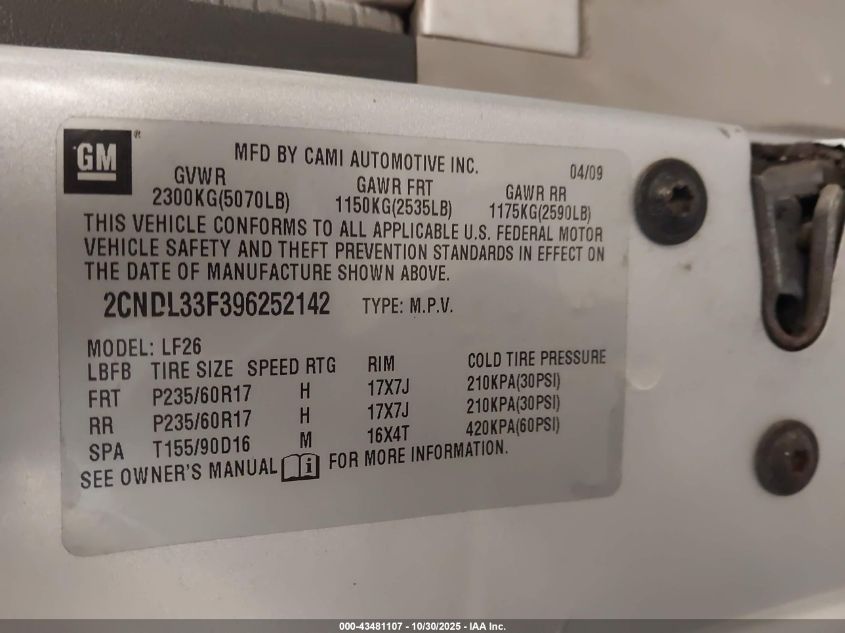 GM
MFD BY CAMI AUTOMOTIVE INC. 04/09
GVWR GAWR FRT GAWR RR
2300KG(5070LB) 1150KG(2535LB) 1175KG(2590LB)
THIS VEHICLE CONFORMS TO ALL APPLICABLE U.S. FEDERAL MOTOR
VEHICLE SAFETY AND THEFT PREVENTION STANDARDS IN EFFECT ON
THE DATE OF MANUFACTURE SHOWN ABOVE.
2CNDL33F396252142 TYPE: M.P.V.
MODEL: LF26
LBFB TIRE SIZE SPEED RTG RIM COLD TIRE PRESSURE
FRT P235/60R17 H 17X7J 210KPA(30PSI)
RR P235/60R17 H 17X7J 210KPA(30PSI)
SPA T155/90D16 M 16X4T 420KPA(60PSI)
SEE OWNER'S MANUAL i FOR MORE INFORMATION.
000-43481107 - 10/30/2025 - IAA Inc.